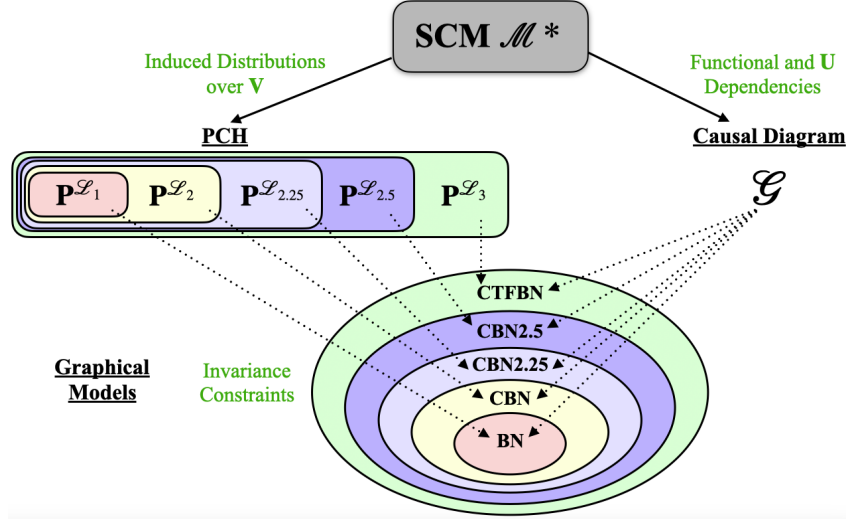 SCM ℳ *
Induced Distributions
over V
Functional and U
Dependencies
PCH
Causal Diagram
P^ℒ₁ P^ℒ₂ P^ℒ₂.₂₅ P^ℒ₂.₅ P^ℒ₃
𝒢
CTFBN
CBN2.5
CBN2.25
CBN
BN
Graphical
Models
Invariance
Constraints